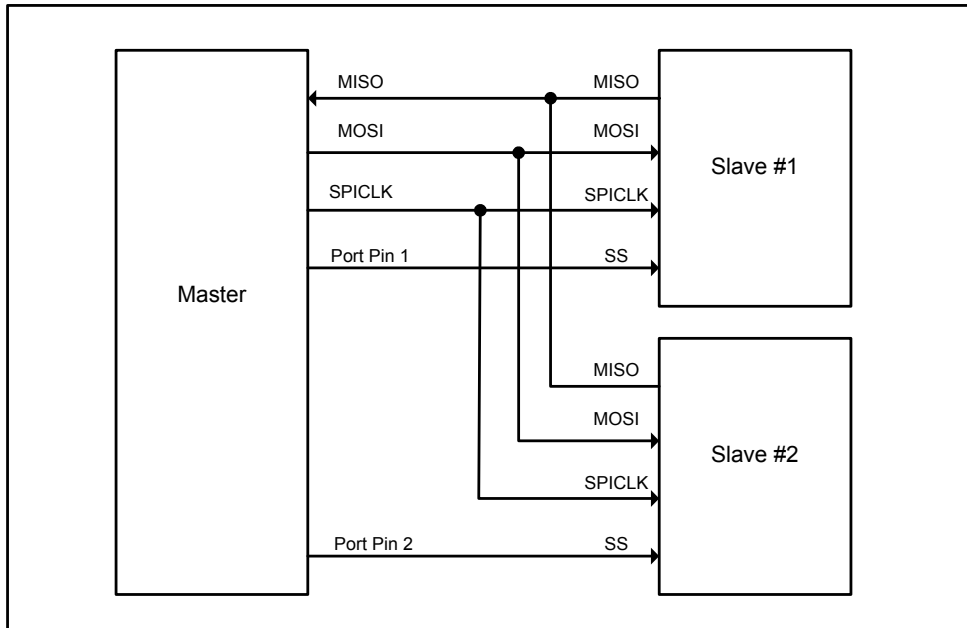 MISO MISO
MOSI MOSI
Slave #1
SPICLK SPICLK
Port Pin 1 SS
Master
MISO
MOSI
Slave #2
SPICLK
Port Pin 2 SS